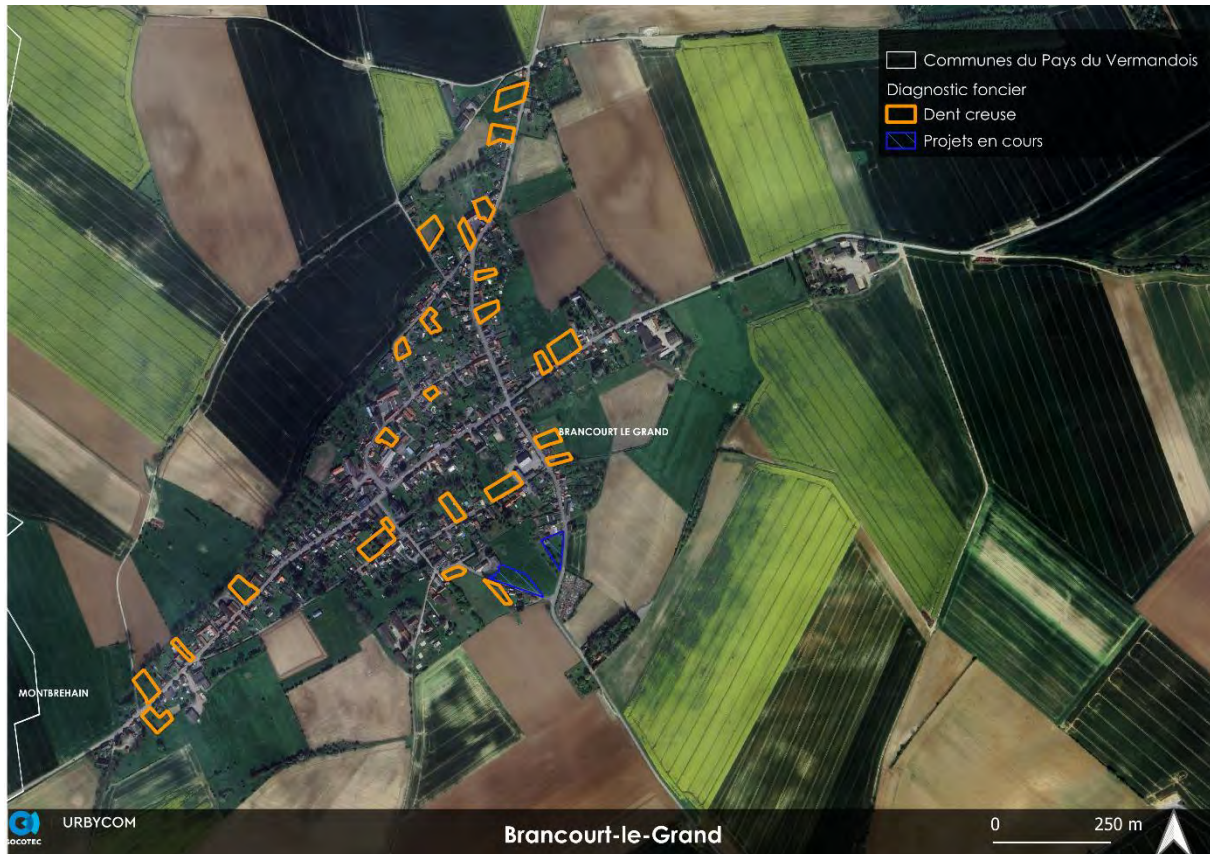 Communes du Pays du Vermandois
Diagnostic foncier
Dent creuse
Projets en cours
BRANCOURT LE GRAND
MONTBREHAIN
SOCOTEC
URBYCOM
Brancourt-le-Grand
0 250 m